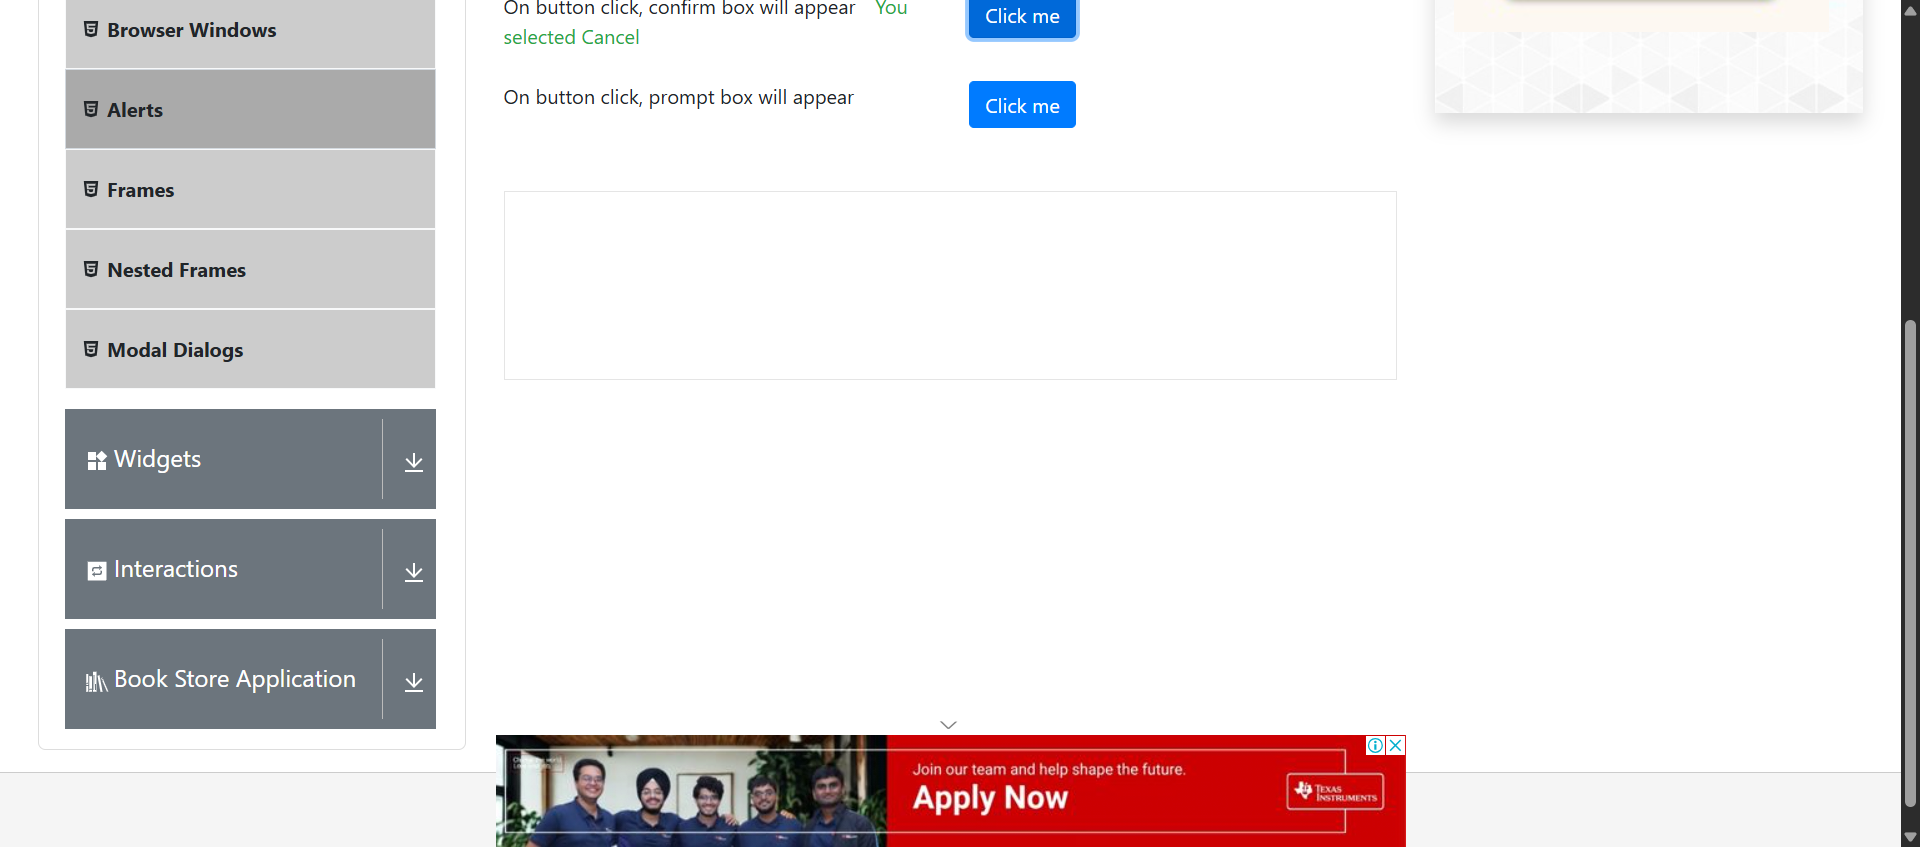 Browser Windows
Alerts
Frames
Nested Frames
Modal Dialogs
Widgets
Interactions
Book Store Application
On button click, confirm box will appear You
selected Cancel
Click me
On button click, prompt box will appear
Click me
Join our team and help shape the future.
Apply Now
TEXAS
INSTRUMENTS